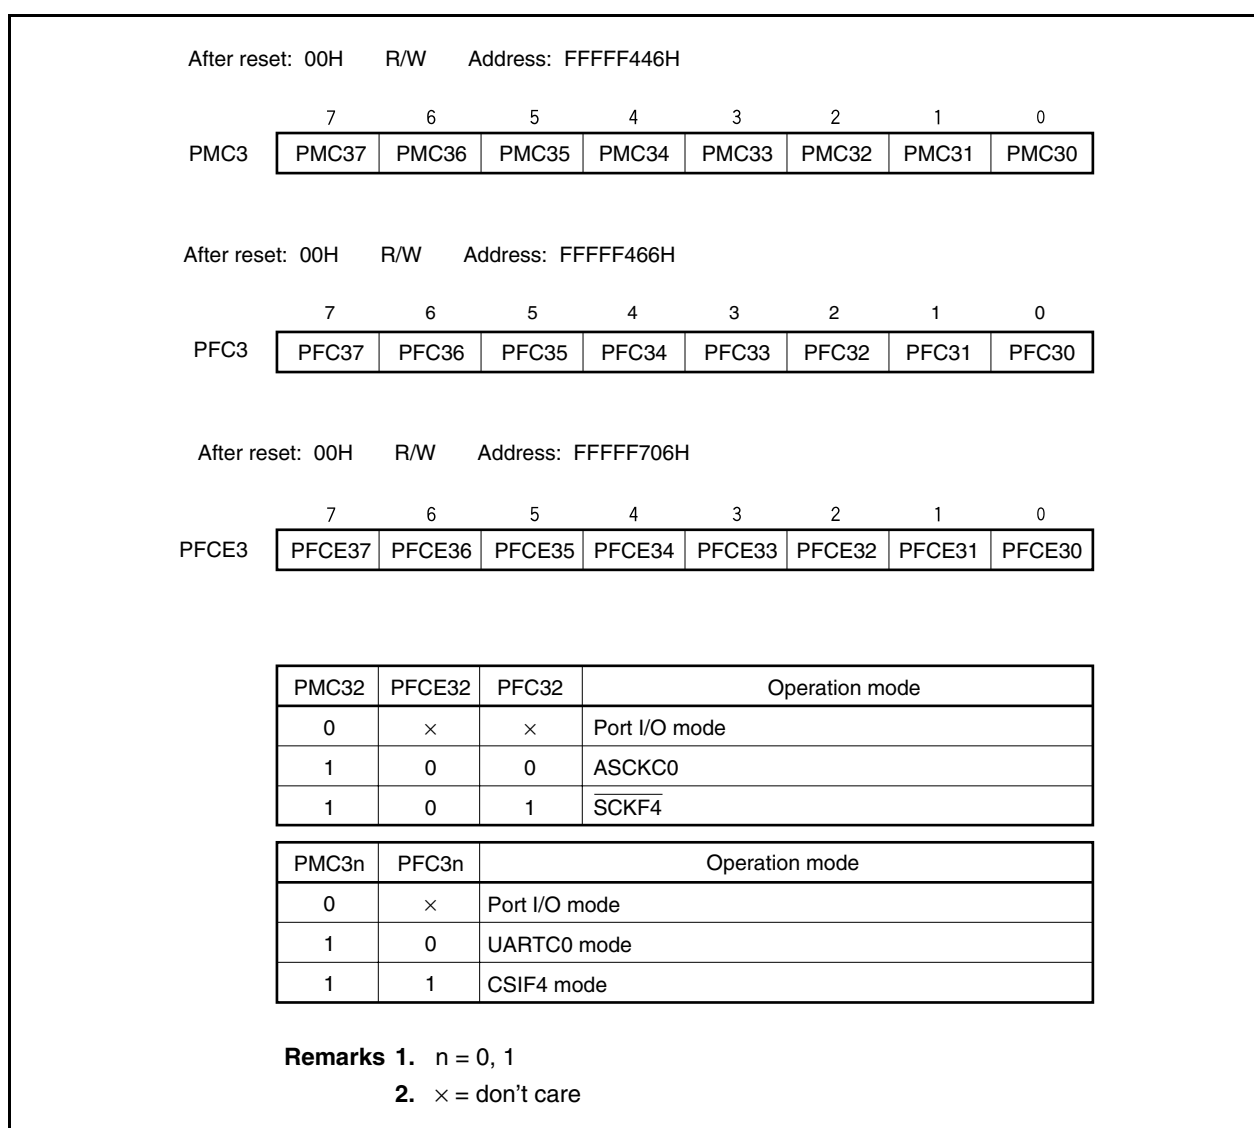 After reset: 00H R/W Address: FFFFF446H
7 6 5 4 3 2 1 0
PMC3 PMC37 PMC36 PMC35 PMC34 PMC33 PMC32 PMC31 PMC30
After reset: 00H R/W Address: FFFFF466H
7 6 5 4 3 2 1 0
PFC3 PFC37 PFC36 PFC35 PFC34 PFC33 PFC32 PFC31 PFC30
After reset: 00H R/W Address: FFFFF706H
7 6 5 4 3 2 1 0
PFCE3 PFCE37 PFCE36 PFCE35 PFCE34 PFCE33 PFCE32 PFCE31 PFCE30
PMC32 PFCE32 PFC32 Operation mode
0 × × Port I/O mode
1 0 0 ASCKC0
1 0 1 S̅C̅K̅F̅4̅
PMC3n PFC3n Operation mode
0 × Port I/O mode
1 0 UARTC0 mode
1 1 CSIF4 mode
Remarks 1. n = 0, 1
2. × = don't care